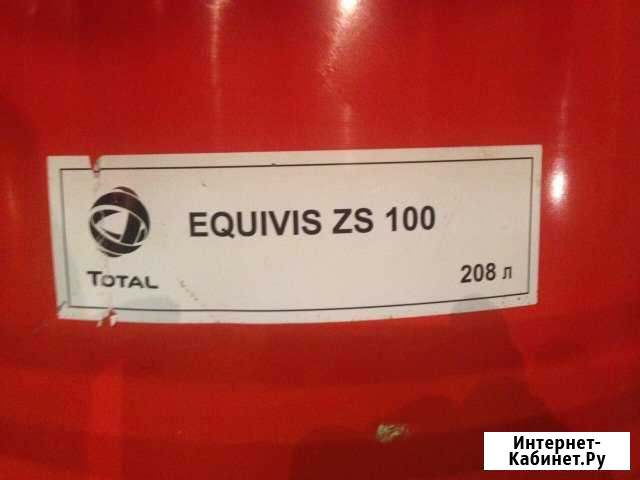 EQUIVIS ZS 100
TOTAL
208 л
Интернет-
Кабинет.Ру